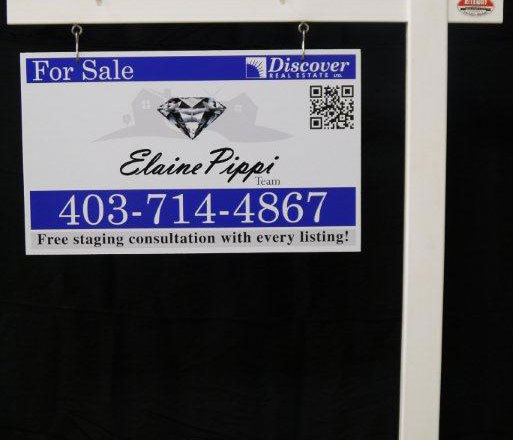 For Sale
Discover
REAL ESTATE LTD.
Elaine Pippi
Team
403-714-4867
Free staging consultation with every listing!